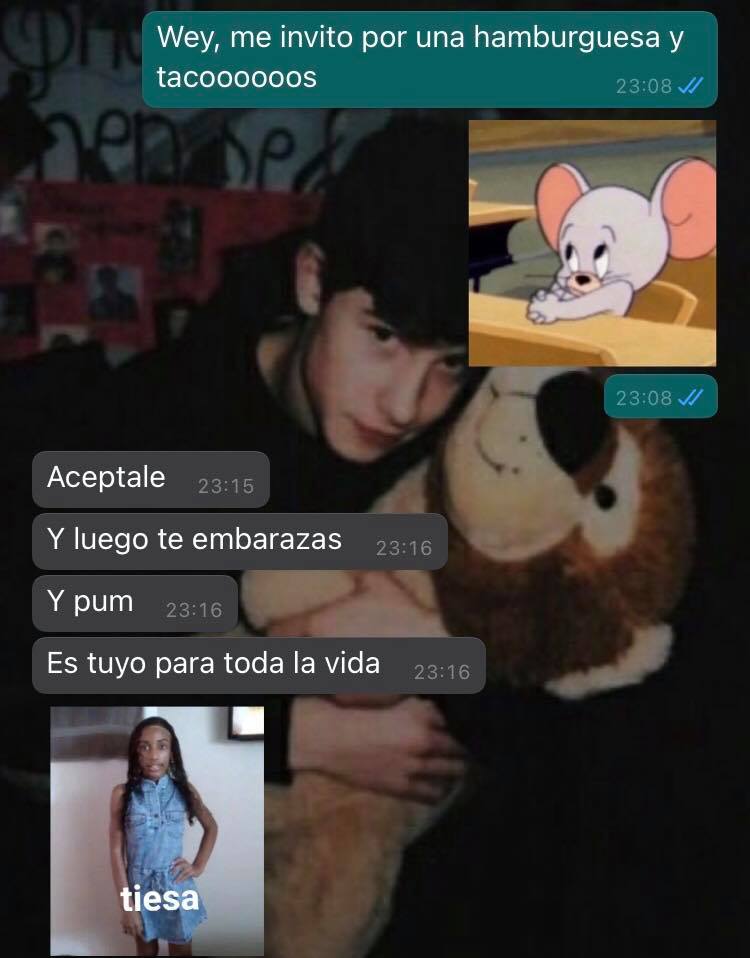 Wey, me invito por una hamburguesa y
tacoooooos
23:08
23:08
Aceptale 23:15
Y luego te embarazas 23:16
Y pum 23:16
Es tuyo para toda la vida 23:16
tiesa